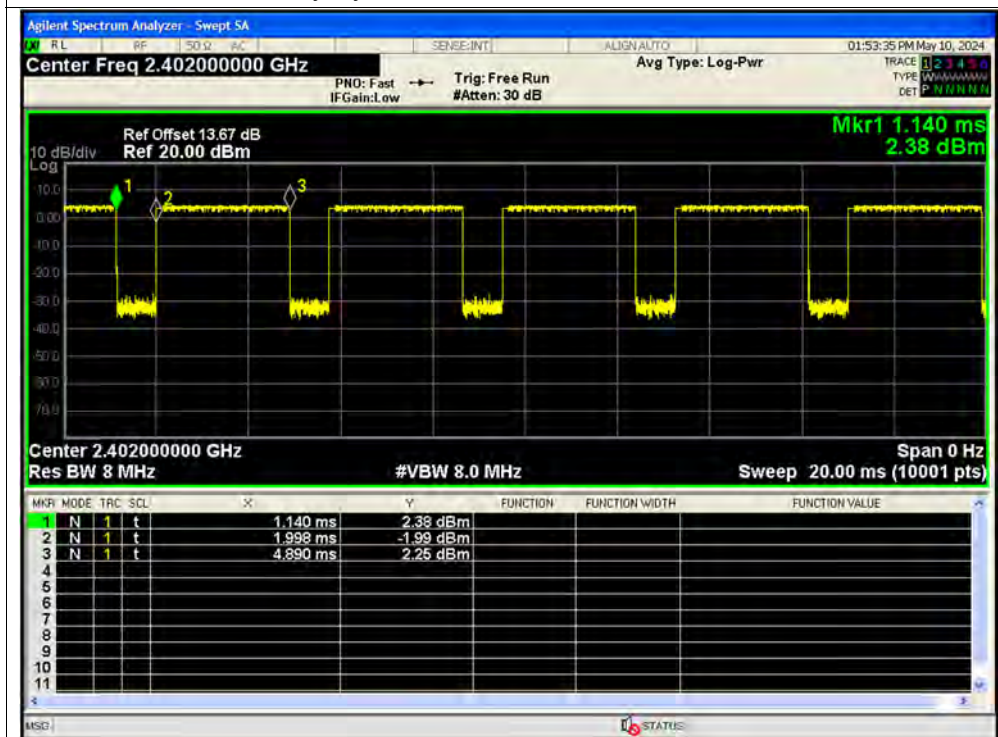 Agilent Spectrum Analyzer - Swept SA
RL RF 50 Ω AC SENSE:INT ALIGN AUTO 01:53:35 PM May 10, 2024
Center Freq 2.402000000 GHz
Avg Type: Log-Pwr
TRACE 1 2 3 4 5 6
PNO: Fast Trig: Free Run
TYPE
IFGain:Low #Atten: 30 dB
DET P N N N N N
Mkr1 1.140 ms
2.38 dBm
Ref Offset 13.67 dB
10 dB/div Ref 20.00 dBm
Log
1
2
3
10.0
0.00
-10.0
-20.0
-30.0
-40.0
-50.0
-60.0
-70.0
Center 2.402000000 GHz Span 0 Hz
Res BW 8 MHz #VBW 8.0 MHz Sweep 20.00 ms (10001 pts)
MKR MODE TRC SCL X Y FUNCTION FUNCTION WIDTH FUNCTION VALUE
1 N 1 t 1.140 ms 2.38 dBm
2 N 1 t 1.998 ms -1.99 dBm
3 N 1 t 4.890 ms 2.25 dBm
4
5
6
7
8
9
10
11
MSG STATUS